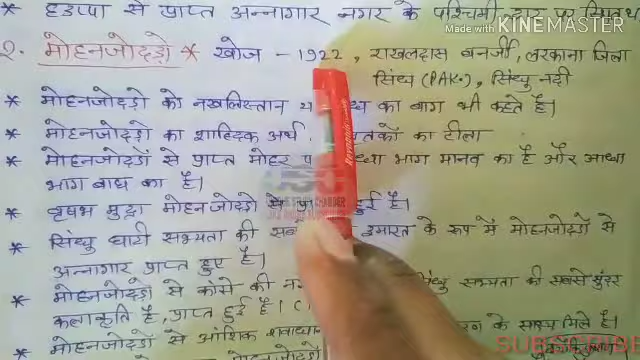 * हडप्पा से प्राप्त अन्नागार नगर के पश्चिमी
Made with KINEMASTER
2. मोहनजोदडो * खोज - 1922, राखलदास बनर्जी, लरकाना जिला
सिंध (PAK.), सिंधु नदी
* मोहनजोदडो को नखलिस्तान का बाग भी कहते है।
* मोहनजोदडो का शाब्दिक अर्थ का टीला
* मोहनजोदडो से प्राप्त मोहर भाग मानव का है और आधा
भाग बाघ का है।
* वृषभ मुद्रा मोहनजोदडो से हुई है।
* सिंधु घाटी सभ्यता की इमारत के रूप में मोहनजोदडो से
अन्नागार प्राप्त हुए है।
* मोहनजोदडो से कांसे की सिंधु सभ्यता की सबसे सुंदर
कलाकृति है, प्राप्त हुई है।
* मोहनजोदडो से आंशिक के साक्ष्य मिले है।
SUBSCRIBE